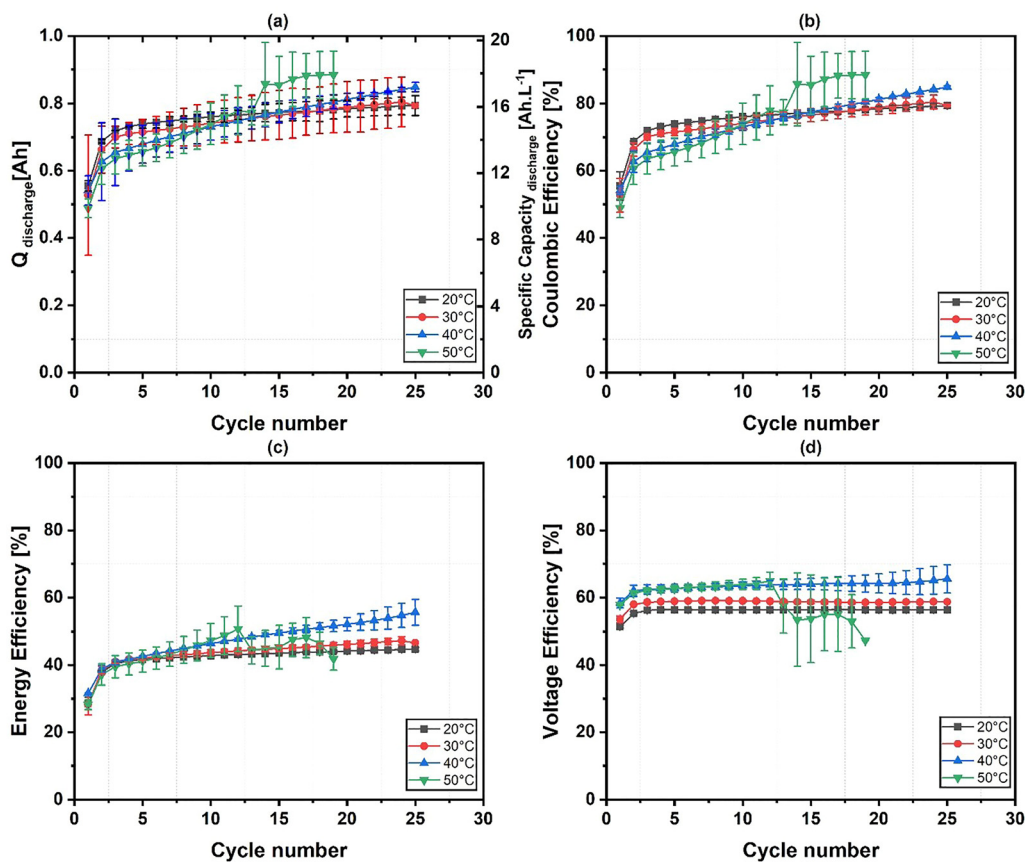 (a)
1.0
0.8
0.6
0.4
0.2
0.0
Q discharge[Ah]
20
16
13
10
8
4
0
Specific Capacity discharge [Ah.L-1]
20°C
30°C
40°C
50°C
0 5 10 15 20 25 30
Cycle number
(b)
100
80
60
40
20
0
Coulombic Efficiency [%]
20°C
30°C
40°C
50°C
0 5 10 15 20 25 30
Cycle number
(c)
100
80
60
40
20
0
Energy Efficiency [%]
20°C
30°C
40°C
50°C
0 5 10 15 20 25 30
Cycle number
(d)
100
80
60
40
20
0
Voltage Efficiency [%]
20°C
30°C
40°C
50°C
0 5 10 15 20 25 30
Cycle number